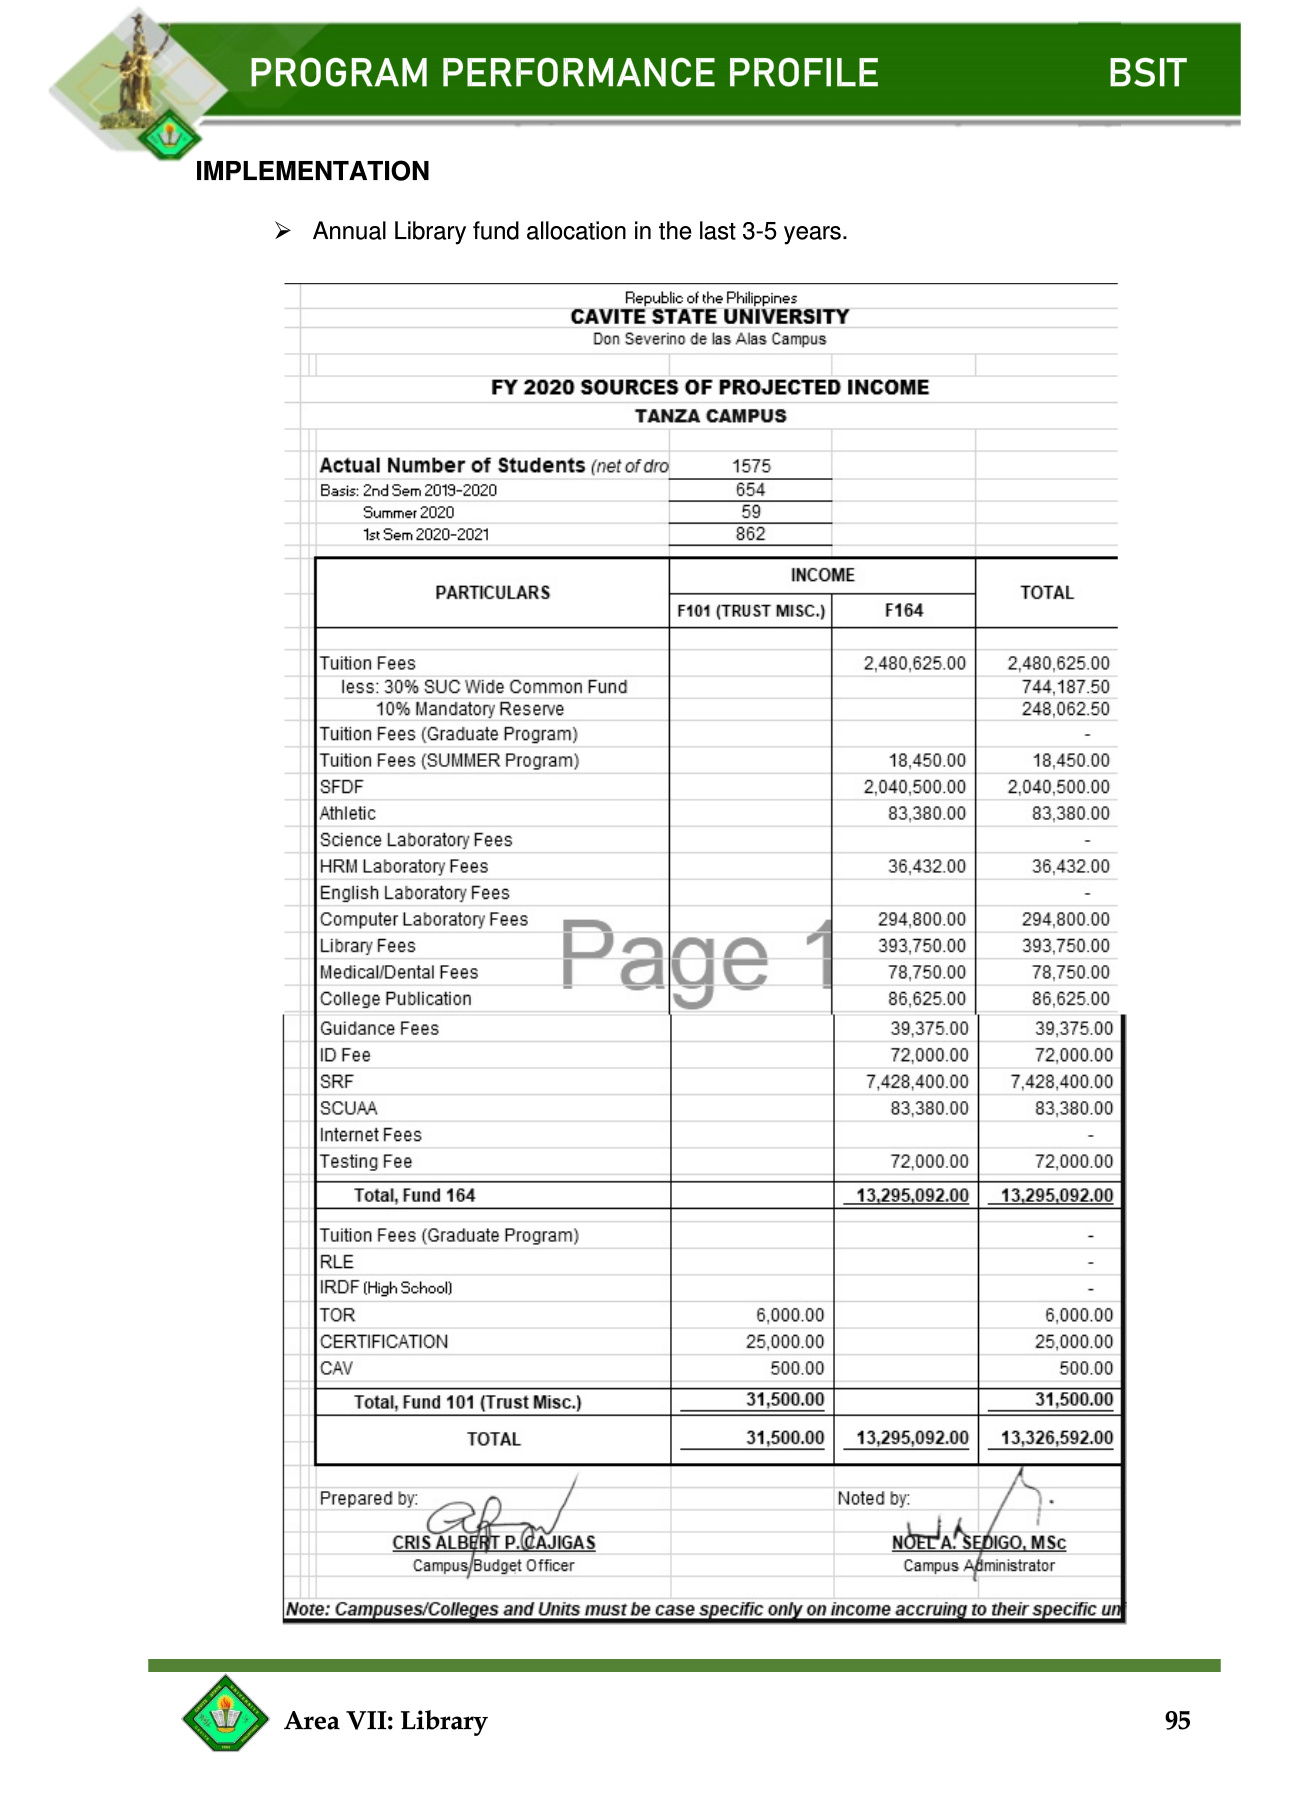 PROGRAM PERFORMANCE PROFILE BSIT
IMPLEMENTATION
➢ Annual Library fund allocation in the last 3-5 years.
Republic of the Philippines
CAVITE STATE UNIVERSITY
Don Severino de las Alas Campus
FY 2020 SOURCES OF PROJECTED INCOME
TANZA CAMPUS
Actual Number of Students (net of dro 1575
Basis: 2nd Sem 2019-2020 654
Summer 2020 59
1st Sem 2020-2021 862
PARTICULARS INCOME TOTAL
F101 (TRUST MISC.) F164
Tuition Fees 2,480,625.00 2,480,625.00
less: 30% SUC Wide Common Fund 744,187.50
10% Mandatory Reserve 248,062.50
Tuition Fees (Graduate Program) -
Tuition Fees (SUMMER Program) 18,450.00 18,450.00
SFDF 2,040,500.00 2,040,500.00
Athletic 83,380.00 83,380.00
Science Laboratory Fees -
HRM Laboratory Fees 36,432.00 36,432.00
English Laboratory Fees -
Computer Laboratory Fees 294,800.00 294,800.00
Library Fees 393,750.00 393,750.00
Page 1
Medical/Dental Fees 78,750.00 78,750.00
College Publication 86,625.00 86,625.00
Guidance Fees 39,375.00 39,375.00
ID Fee 72,000.00 72,000.00
SRF 7,428,400.00 7,428,400.00
SCUAA 83,380.00 83,380.00
Internet Fees -
Testing Fee 72,000.00 72,000.00
Total, Fund 164 13,295,092.00 13,295,092.00
Tuition Fees (Graduate Program) -
RLE -
IRDF (High School) -
TOR 6,000.00 6,000.00
CERTIFICATION 25,000.00 25,000.00
CAV 500.00 500.00
Total, Fund 101 (Trust Misc.) 31,500.00 31,500.00
TOTAL 31,500.00 13,295,092.00 13,326,592.00
Prepared by: Noted by:
CRIS ALBERT P. CAJIGAS NOEL A. SEDIGO, MSc
Campus Budget Officer Campus Administrator
Note: Campuses/Colleges and Units must be case specific only on income accruing to their specific un
Area VII: Library 95